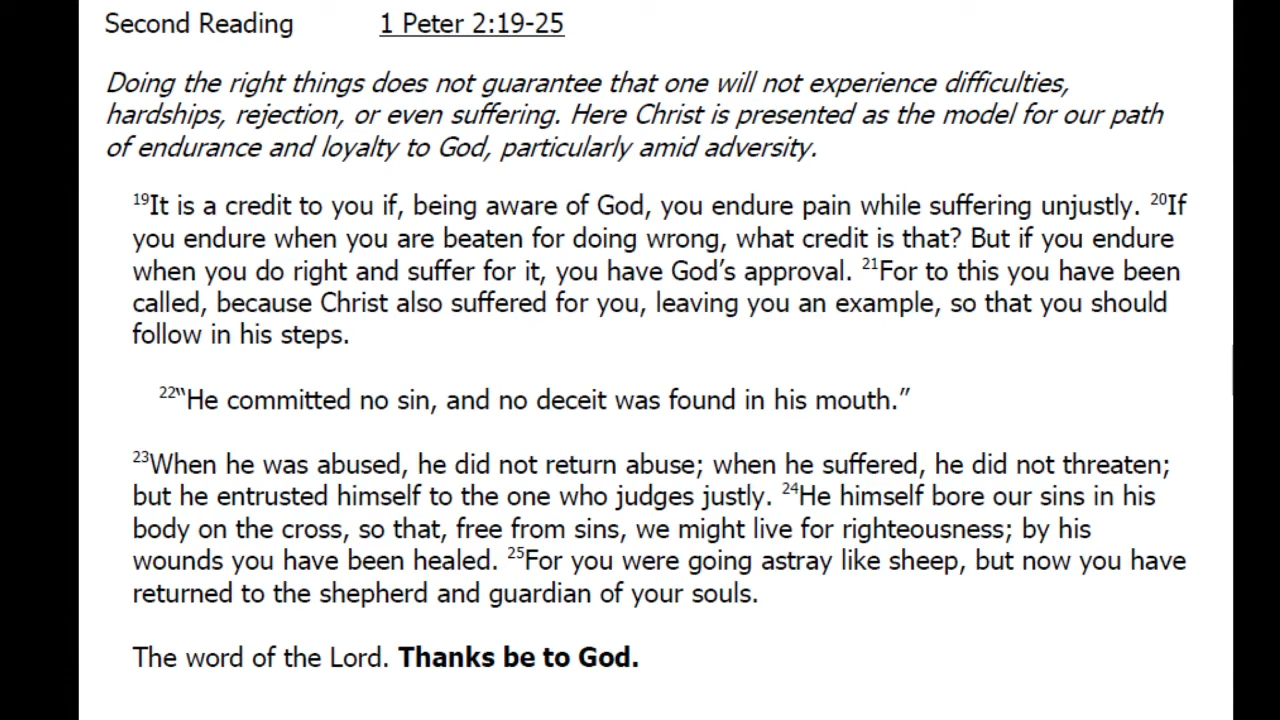 Second Reading 1 Peter 2:19-25
Doing the right things does not guarantee that one will not experience difficulties,
hardships, rejection, or even suffering. Here Christ is presented as the model for our path
of endurance and loyalty to God, particularly amid adversity.
¹⁹It is a credit to you if, being aware of God, you endure pain while suffering unjustly. ²⁰If
you endure when you are beaten for doing wrong, what credit is that? But if you endure
when you do right and suffer for it, you have God’s approval. ²¹For to this you have been
called, because Christ also suffered for you, leaving you an example, so that you should
follow in his steps.
²²“He committed no sin, and no deceit was found in his mouth.”
²³When he was abused, he did not return abuse; when he suffered, he did not threaten;
but he entrusted himself to the one who judges justly. ²⁴He himself bore our sins in his
body on the cross, so that, free from sins, we might live for righteousness; by his
wounds you have been healed. ²⁵For you were going astray like sheep, but now you have
returned to the shepherd and guardian of your souls.
The word of the Lord. Thanks be to God.